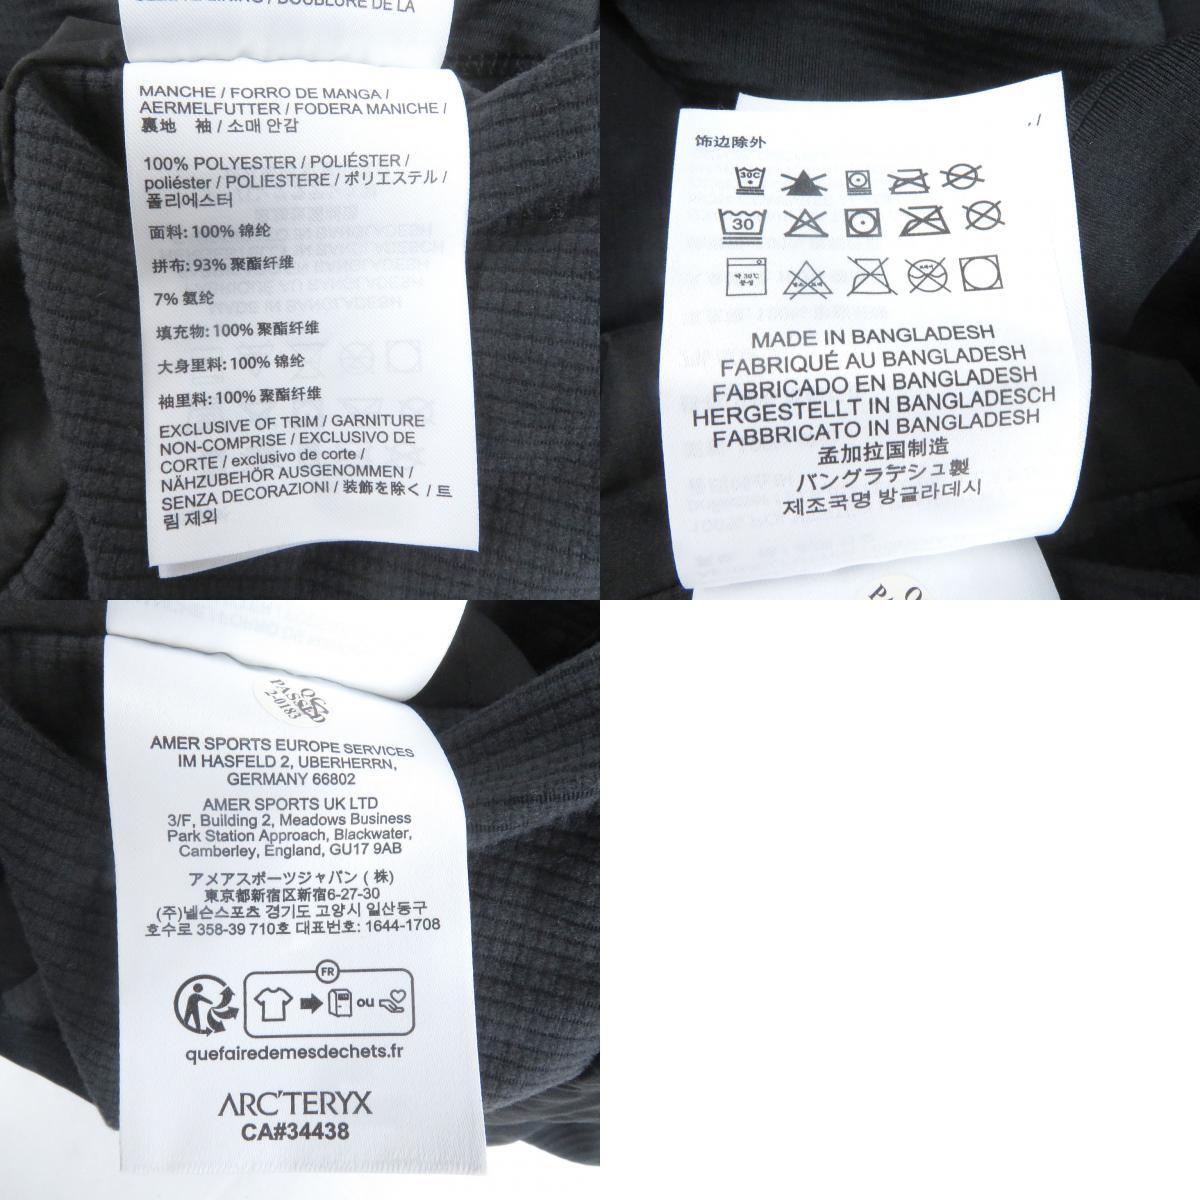 MANCHE / FORRO DE MANGA /
AERMELFUTTER / FODERA MANICHE /
裏地 袖 / 소매 안감
100% POLYESTER / POLIÉSTER /
poliéster / POLIESTERE / ポリエステル /
폴리에스터
面料: 100% 锦纶
拼布: 93% 聚酯纤维
7% 氨纶
填充物: 100% 聚酯纤维
大身里料: 100% 锦纶
袖里料: 100% 聚酯纤维
EXCLUSIVE OF TRIM / GARNITURE
NON-COMPRISE / EXCLUSIVO DE
CORTE / exclusivo de corte /
NÄHZUBEHÖR AUSGENOMMEN /
SENZA DECORAZIONI / 装飾を除く / 트
림 제외
饰边除外
30C
30
약 30℃
중성
MADE IN BANGLADESH
FABRIQUÉ AU BANGLADESH
FABRICADO EN BANGLADESH
HERGESTELLT IN BANGLADESCH
FABBRICATO IN BANGLADESH
孟加拉国制造
バングラデシュ製
제조국명 방글라데시
QC
PASSED
2-0183
AMER SPORTS EUROPE SERVICES
IM HASFELD 2, UBERHERRN,
GERMANY 66802
AMER SPORTS UK LTD
3/F, Building 2, Meadows Business
Park Station Approach, Blackwater,
Camberley, England, GU17 9AB
アメアスポーツジャパン (株)
東京都新宿区新宿6-27-30
(주)넬슨스포츠 경기도 고양시 일산동구
호수로 358-39 710호 대표번호: 1644-1708
FR
ou
quefairedemesdechets.fr
ARC'TERYX
CA#34438